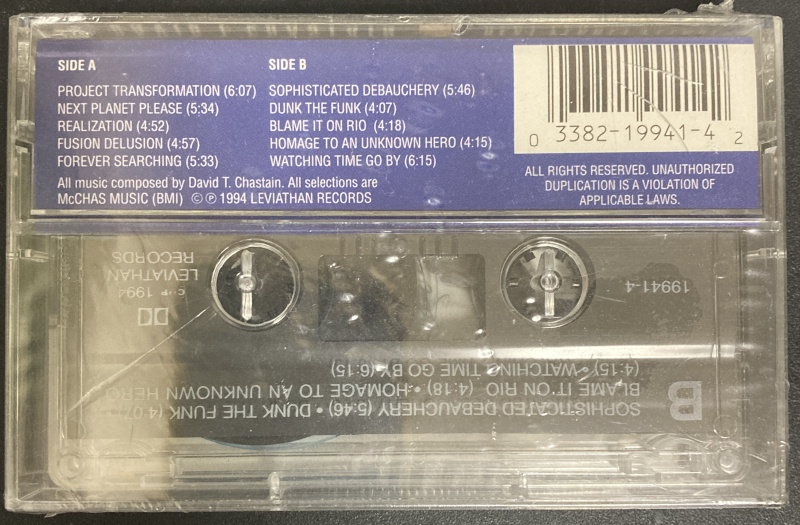 SIDE A
PROJECT TRANSFORMATION (6:07)
NEXT PLANET PLEASE (5:34)
REALIZATION (4:52)
FUSION DELUSION (4:57)
FOREVER SEARCHING (5:33)
SIDE B
SOPHISTICATED DEBAUCHERY (5:46)
DUNK THE FUNK (4:07)
BLAME IT ON RIO (4:18)
HOMAGE TO AN UNKNOWN HERO (4:15)
WATCHING TIME GO BY (6:15)
All music composed by David T. Chastain. All selections are
McCHAS MUSIC (BMI) © ℗ 1994 LEVIATHAN RECORDS
0 3382-19941-4 2
ALL RIGHTS RESERVED. UNAUTHORIZED
DUPLICATION IS A VIOLATION OF
APPLICABLE LAWS.
B
SOPHISTICATED DEBAUCHERY (5:46) • DUNK THE FUNK (4:07)
BLAME IT ON RIO (4:18) • HOMAGE TO AN UNKNOWN HERO
(4:15) • WATCHING TIME GO BY (6:15)
19941-4
© ℗ 1994
LEVIATHAN
RECORDS